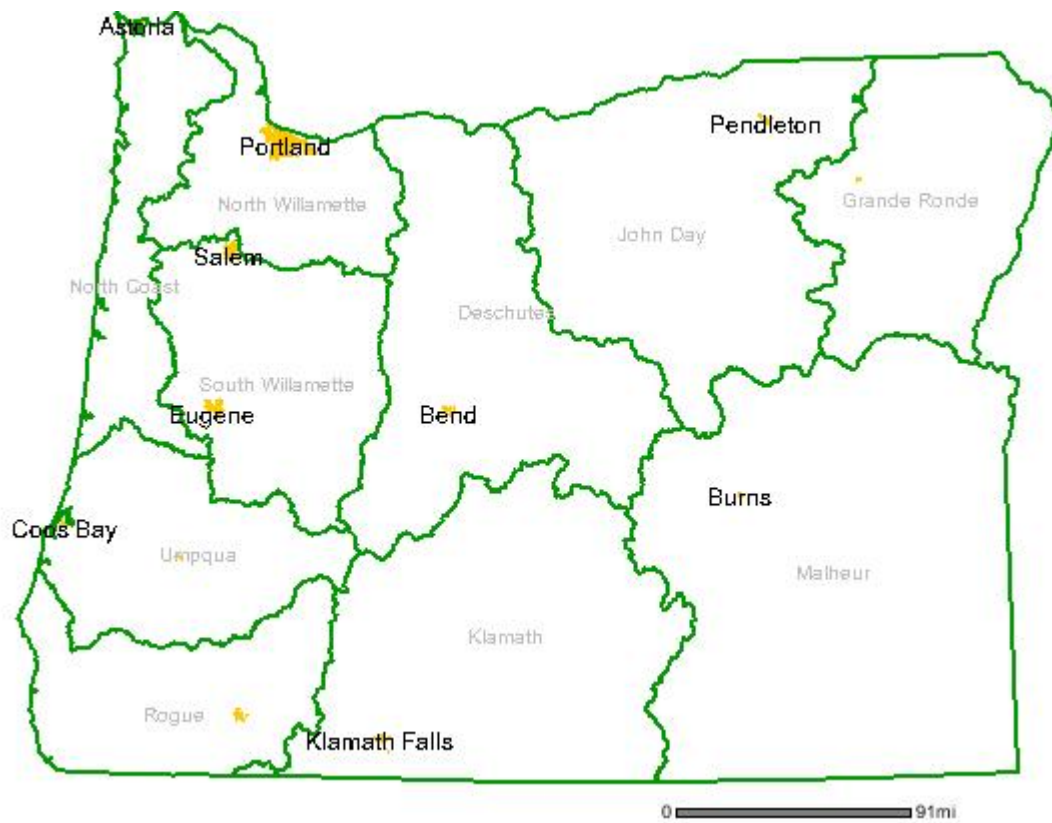 Astoria
Pendleton
Portland
Grande Ronde
North Willamette
John Day
Salem
North Coast
Deschutes
South Willamette
Eugene
Bend
Burns
Coos Bay
Umpqua
Malheur
Klamath
Rogue
Klamath Falls
0 91mi